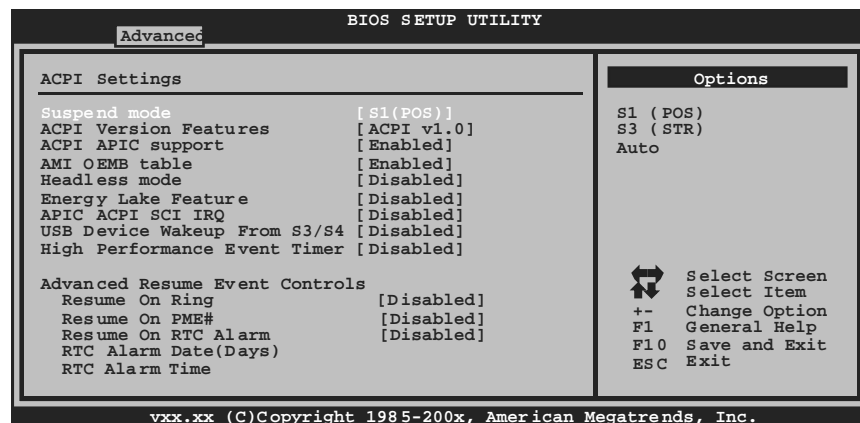 BIOS SETUP UTILITY
Advanced
ACPI Settings
Suspend mode [S1(POS)]
ACPI Version Features [ACPI v1.0]
ACPI APIC support [Enabled]
AMI OEMB table [Enabled]
Headless mode [Disabled]
Energy Lake Feature [Disabled]
APIC ACPI SCI IRQ [Disabled]
USB Device Wakeup From S3/S4 [Disabled]
High Performance Event Timer [Disabled]
Advanced Resume Event Controls
Resume On Ring [Disabled]
Resume On PME# [Disabled]
Resume On RTC Alarm [Disabled]
RTC Alarm Date(Days)
RTC Alarm Time
Options
S1 (POS)
S3 (STR)
Auto
Select Screen
Select Item
+- Change Option
F1 General Help
F10 Save and Exit
ESC Exit
vxx.xx (C)Copyright 1985-200x, American Megatrends, Inc.